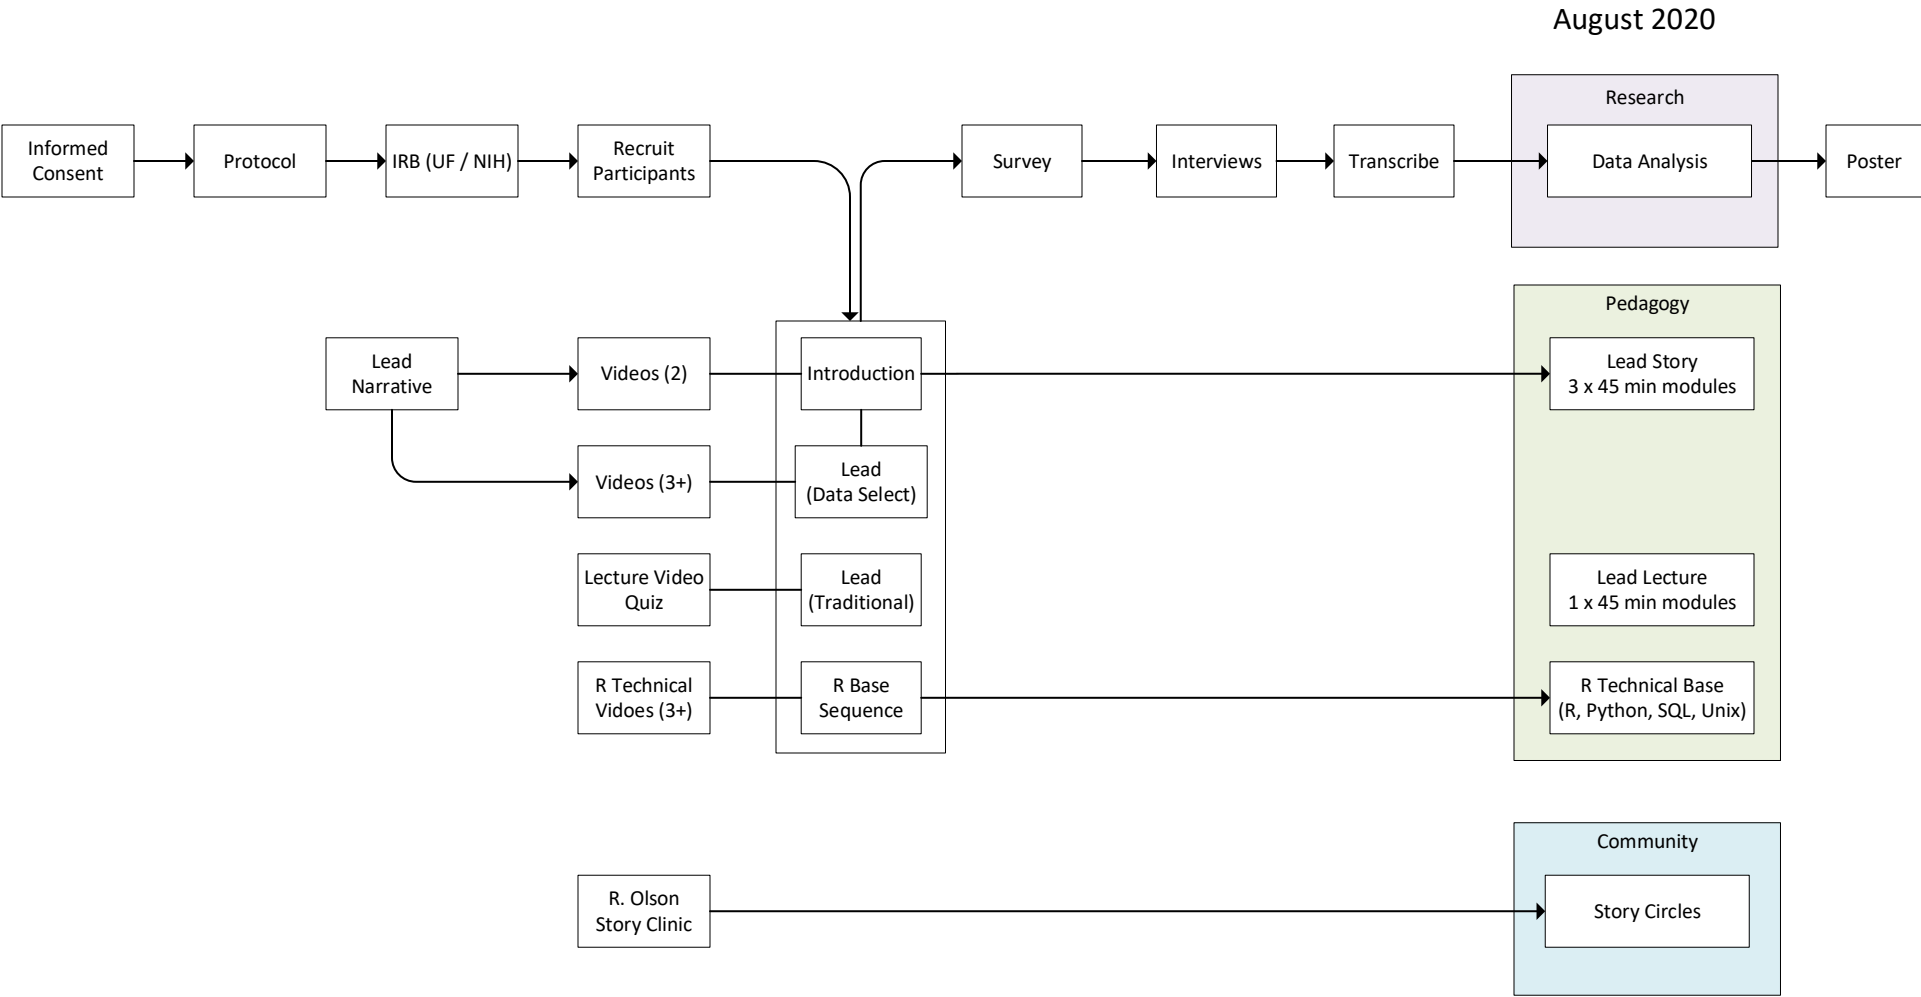 August 2020
Research
Informed
Consent
Protocol
IRB (UF / NIH)
Recruit
Participants
Survey
Interviews
Transcribe
Data Analysis
Poster
Pedagogy
Lead
Narrative
Videos (2)
Introduction
Lead Story
3 x 45 min modules
Videos (3+)
Lead
(Data Select)
Lecture Video
Quiz
Lead
(Traditional)
Lead Lecture
1 x 45 min modules
R Technical
Vidoes (3+)
R Base
Sequence
R Technical Base
(R, Python, SQL, Unix)
Community
R. Olson
Story Clinic
Story Circles